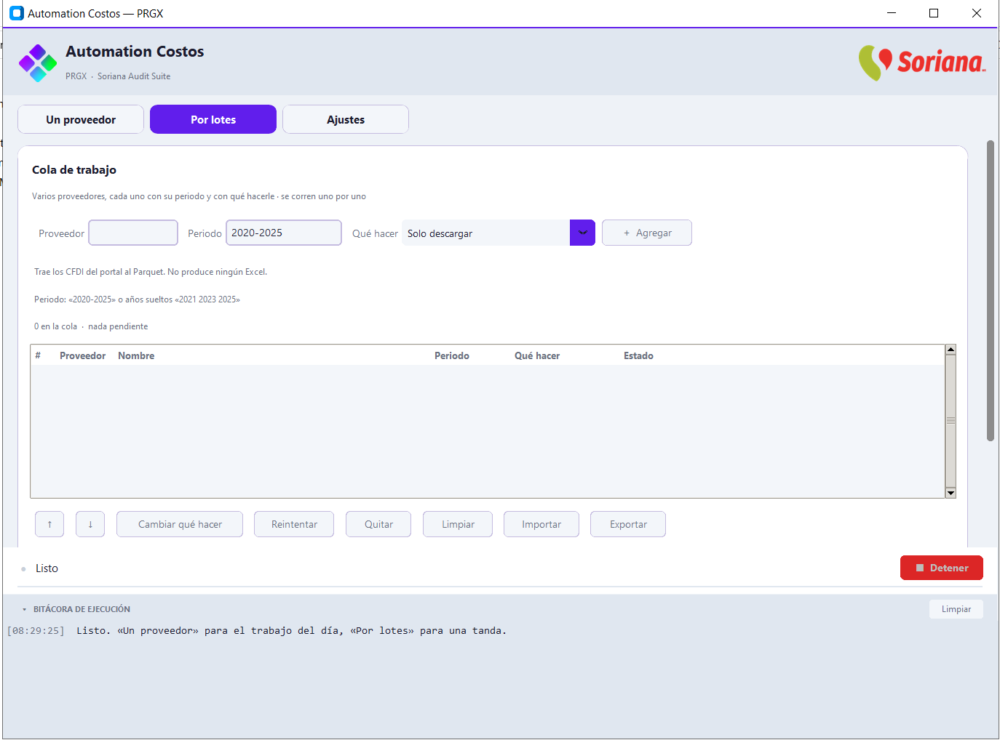 Automation Costos — PRGX
Automation Costos
PRGX · Soriana Audit Suite
Soriana
Un proveedor
Por lotes
Ajustes
Cola de trabajo
Varios proveedores, cada uno con su periodo y con qué hacerle · se corren uno por uno
Proveedor
Periodo 2020-2025
Qué hacer Solo descargar
+ Agregar
Trae los CFDI del portal al Parquet. No produce ningún Excel.
Periodo: «2020-2025» o años sueltos «2021 2023 2025»
0 en la cola · nada pendiente
# Proveedor Nombre Periodo Qué hacer Estado
↑ ↓ Cambiar qué hacer Reintentar Quitar Limpiar Importar Exportar
Listo
Detener
BITÁCORA DE EJECUCIÓN
Limpiar
[08:29:25] Listo. «Un proveedor» para el trabajo del día, «Por lotes» para una tanda.